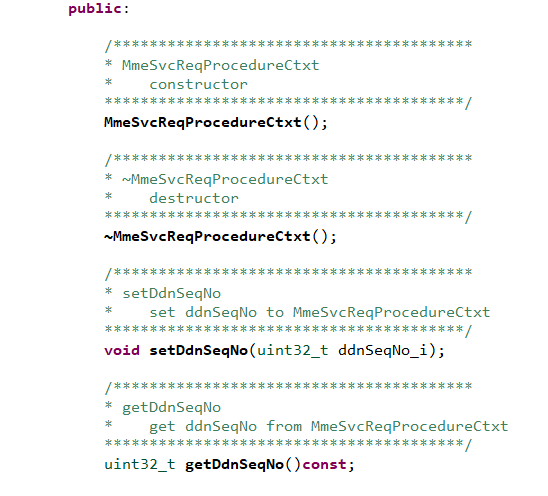 public:
/****************************************
* MmeSvcReqProcedureCtxt
*    constructor
****************************************/
MmeSvcReqProcedureCtxt();
/****************************************
* ~MmeSvcReqProcedureCtxt
*    destructor
****************************************/
~MmeSvcReqProcedureCtxt();
/****************************************
* setDdnSeqNo
*    set ddnSeqNo to MmeSvcReqProcedureCtxt
****************************************/
void setDdnSeqNo(uint32_t ddnSeqNo_i);
/****************************************
* getDdnSeqNo
*    get ddnSeqNo from MmeSvcReqProcedureCtxt
****************************************/
uint32_t getDdnSeqNo()const;